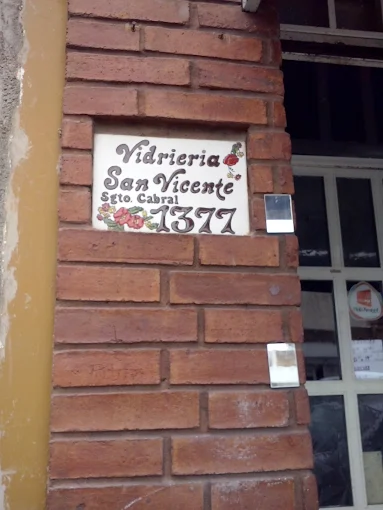 Vidrieria
San Vicente
Sgto. Cabral
1377